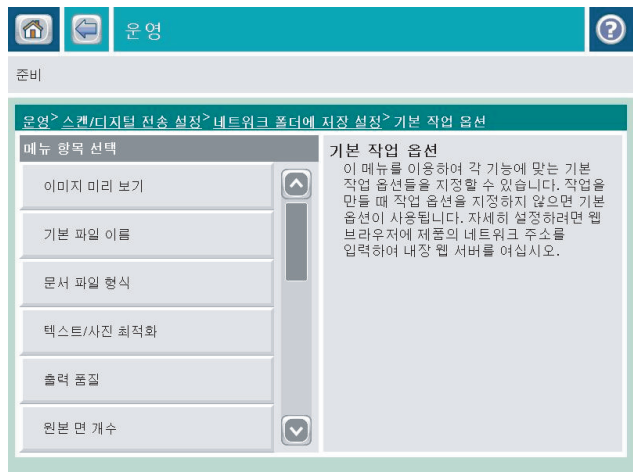 운영
준비
운영> 스캔/디지털 전송 설정> 네트워크 폴더에 저장 설정> 기본 작업 옵션
메뉴 항목 선택
이미지 미리 보기
기본 파일 이름
문서 파일 형식
텍스트/사진 최적화
출력 품질
원본 면 개수
기본 작업 옵션
이 메뉴를 이용하여 각 기능에 맞는 기본
작업 옵션들을 지정할 수 있습니다. 작업을
만들 때 작업 옵션을 지정하지 않으면 기본
옵션이 사용됩니다. 자세히 설정하려면 웹
브라우저에 제품의 네트워크 주소를
입력하여 내장 웹 서버를 여십시오.